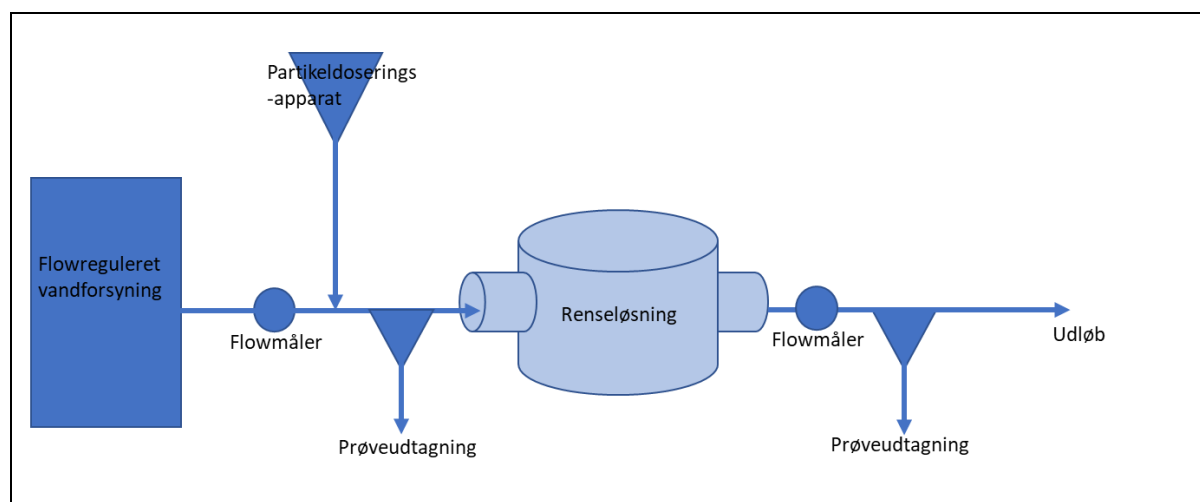 Partikeldoserings
-apparat
Flowreguleret
vandforsyning
Flowmåler
Prøveudtagning
Renseløsning
Flowmåler
Prøveudtagning
Udløb